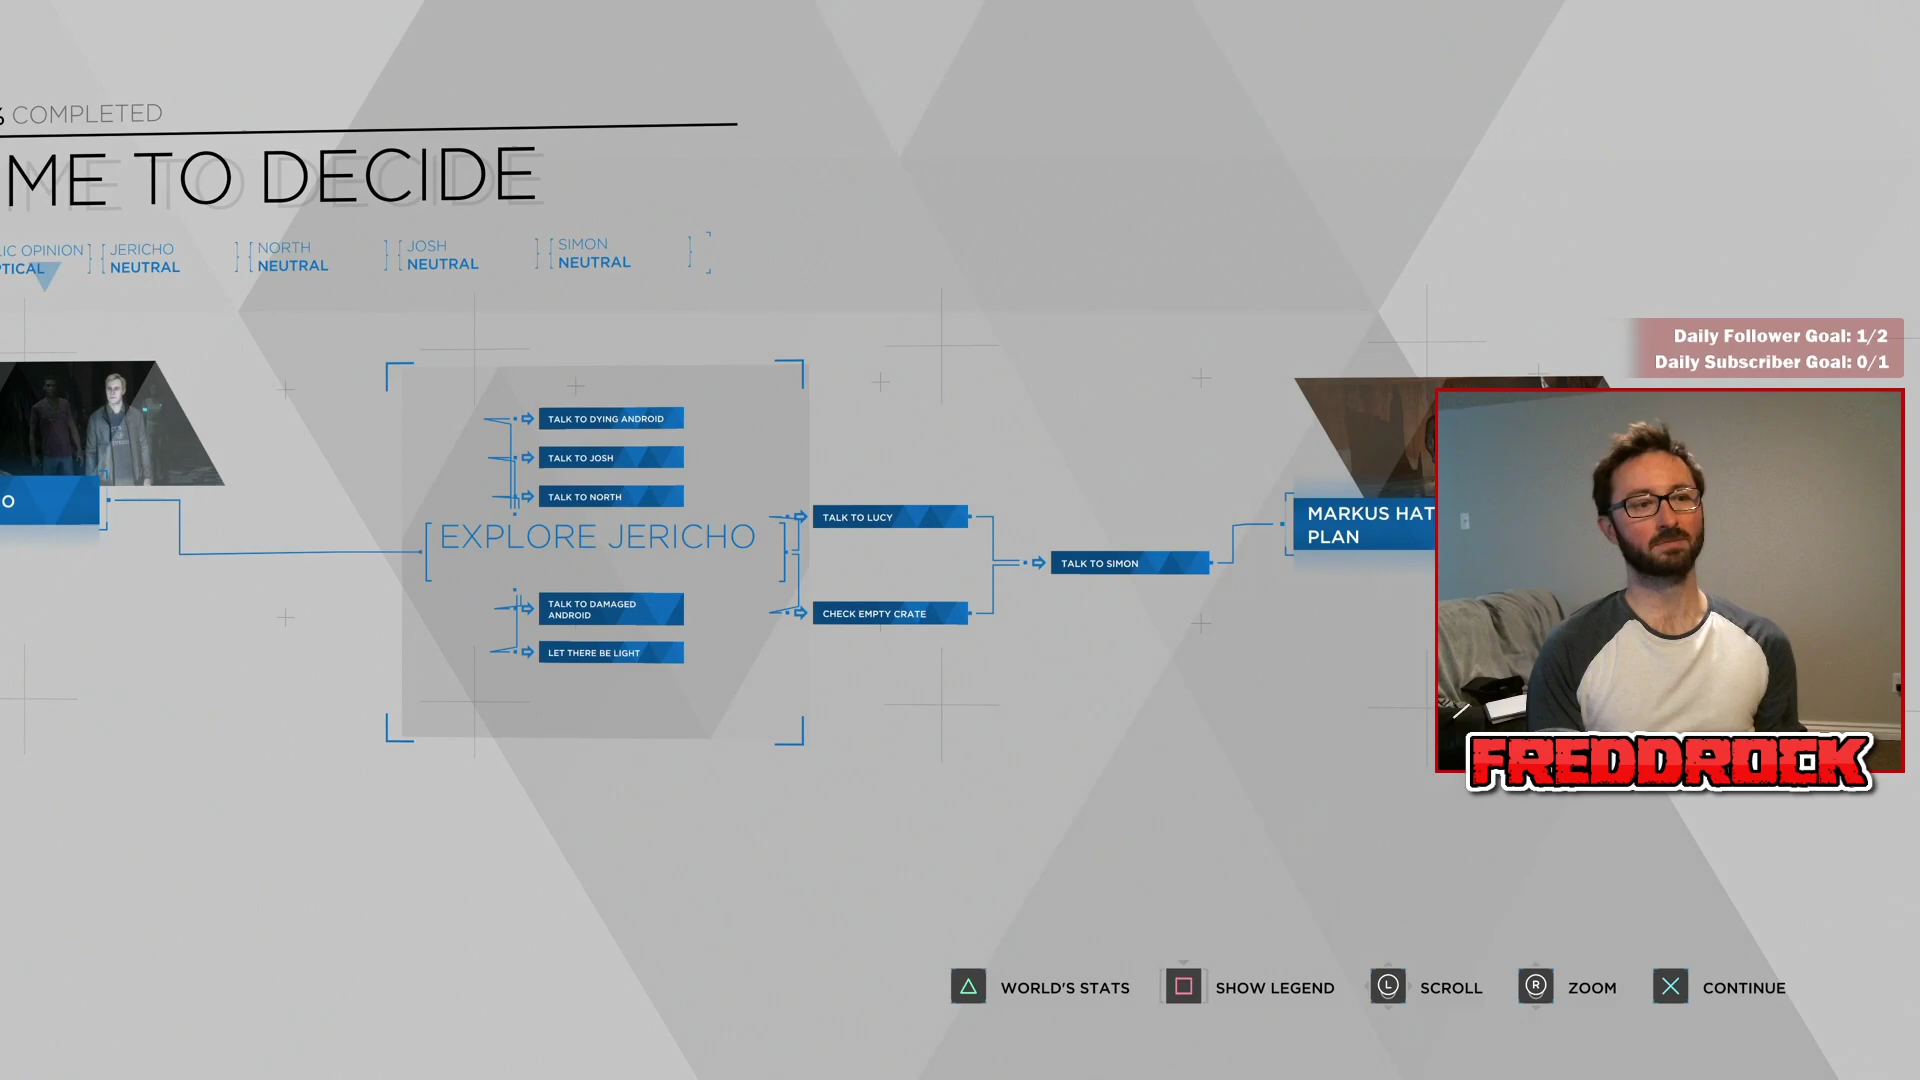 COMPLETED
ME TO DECIDE
LIC OPINION
PTICAL
JERICHO
NEUTRAL
NORTH
NEUTRAL
JOSH
NEUTRAL
SIMON
NEUTRAL
Daily Follower Goal: 1/2
Daily Subscriber Goal: 0/1
O
TALK TO DYING ANDROID
TALK TO JOSH
TALK TO NORTH
EXPLORE JERICHO
TALK TO DAMAGED
ANDROID
LET THERE BE LIGHT
TALK TO LUCY
CHECK EMPTY CRATE
TALK TO SIMON
MARKUS HAT
PLAN
FREDDROCK
WORLD'S STATS
SHOW LEGEND
L
SCROLL
R
ZOOM
CONTINUE